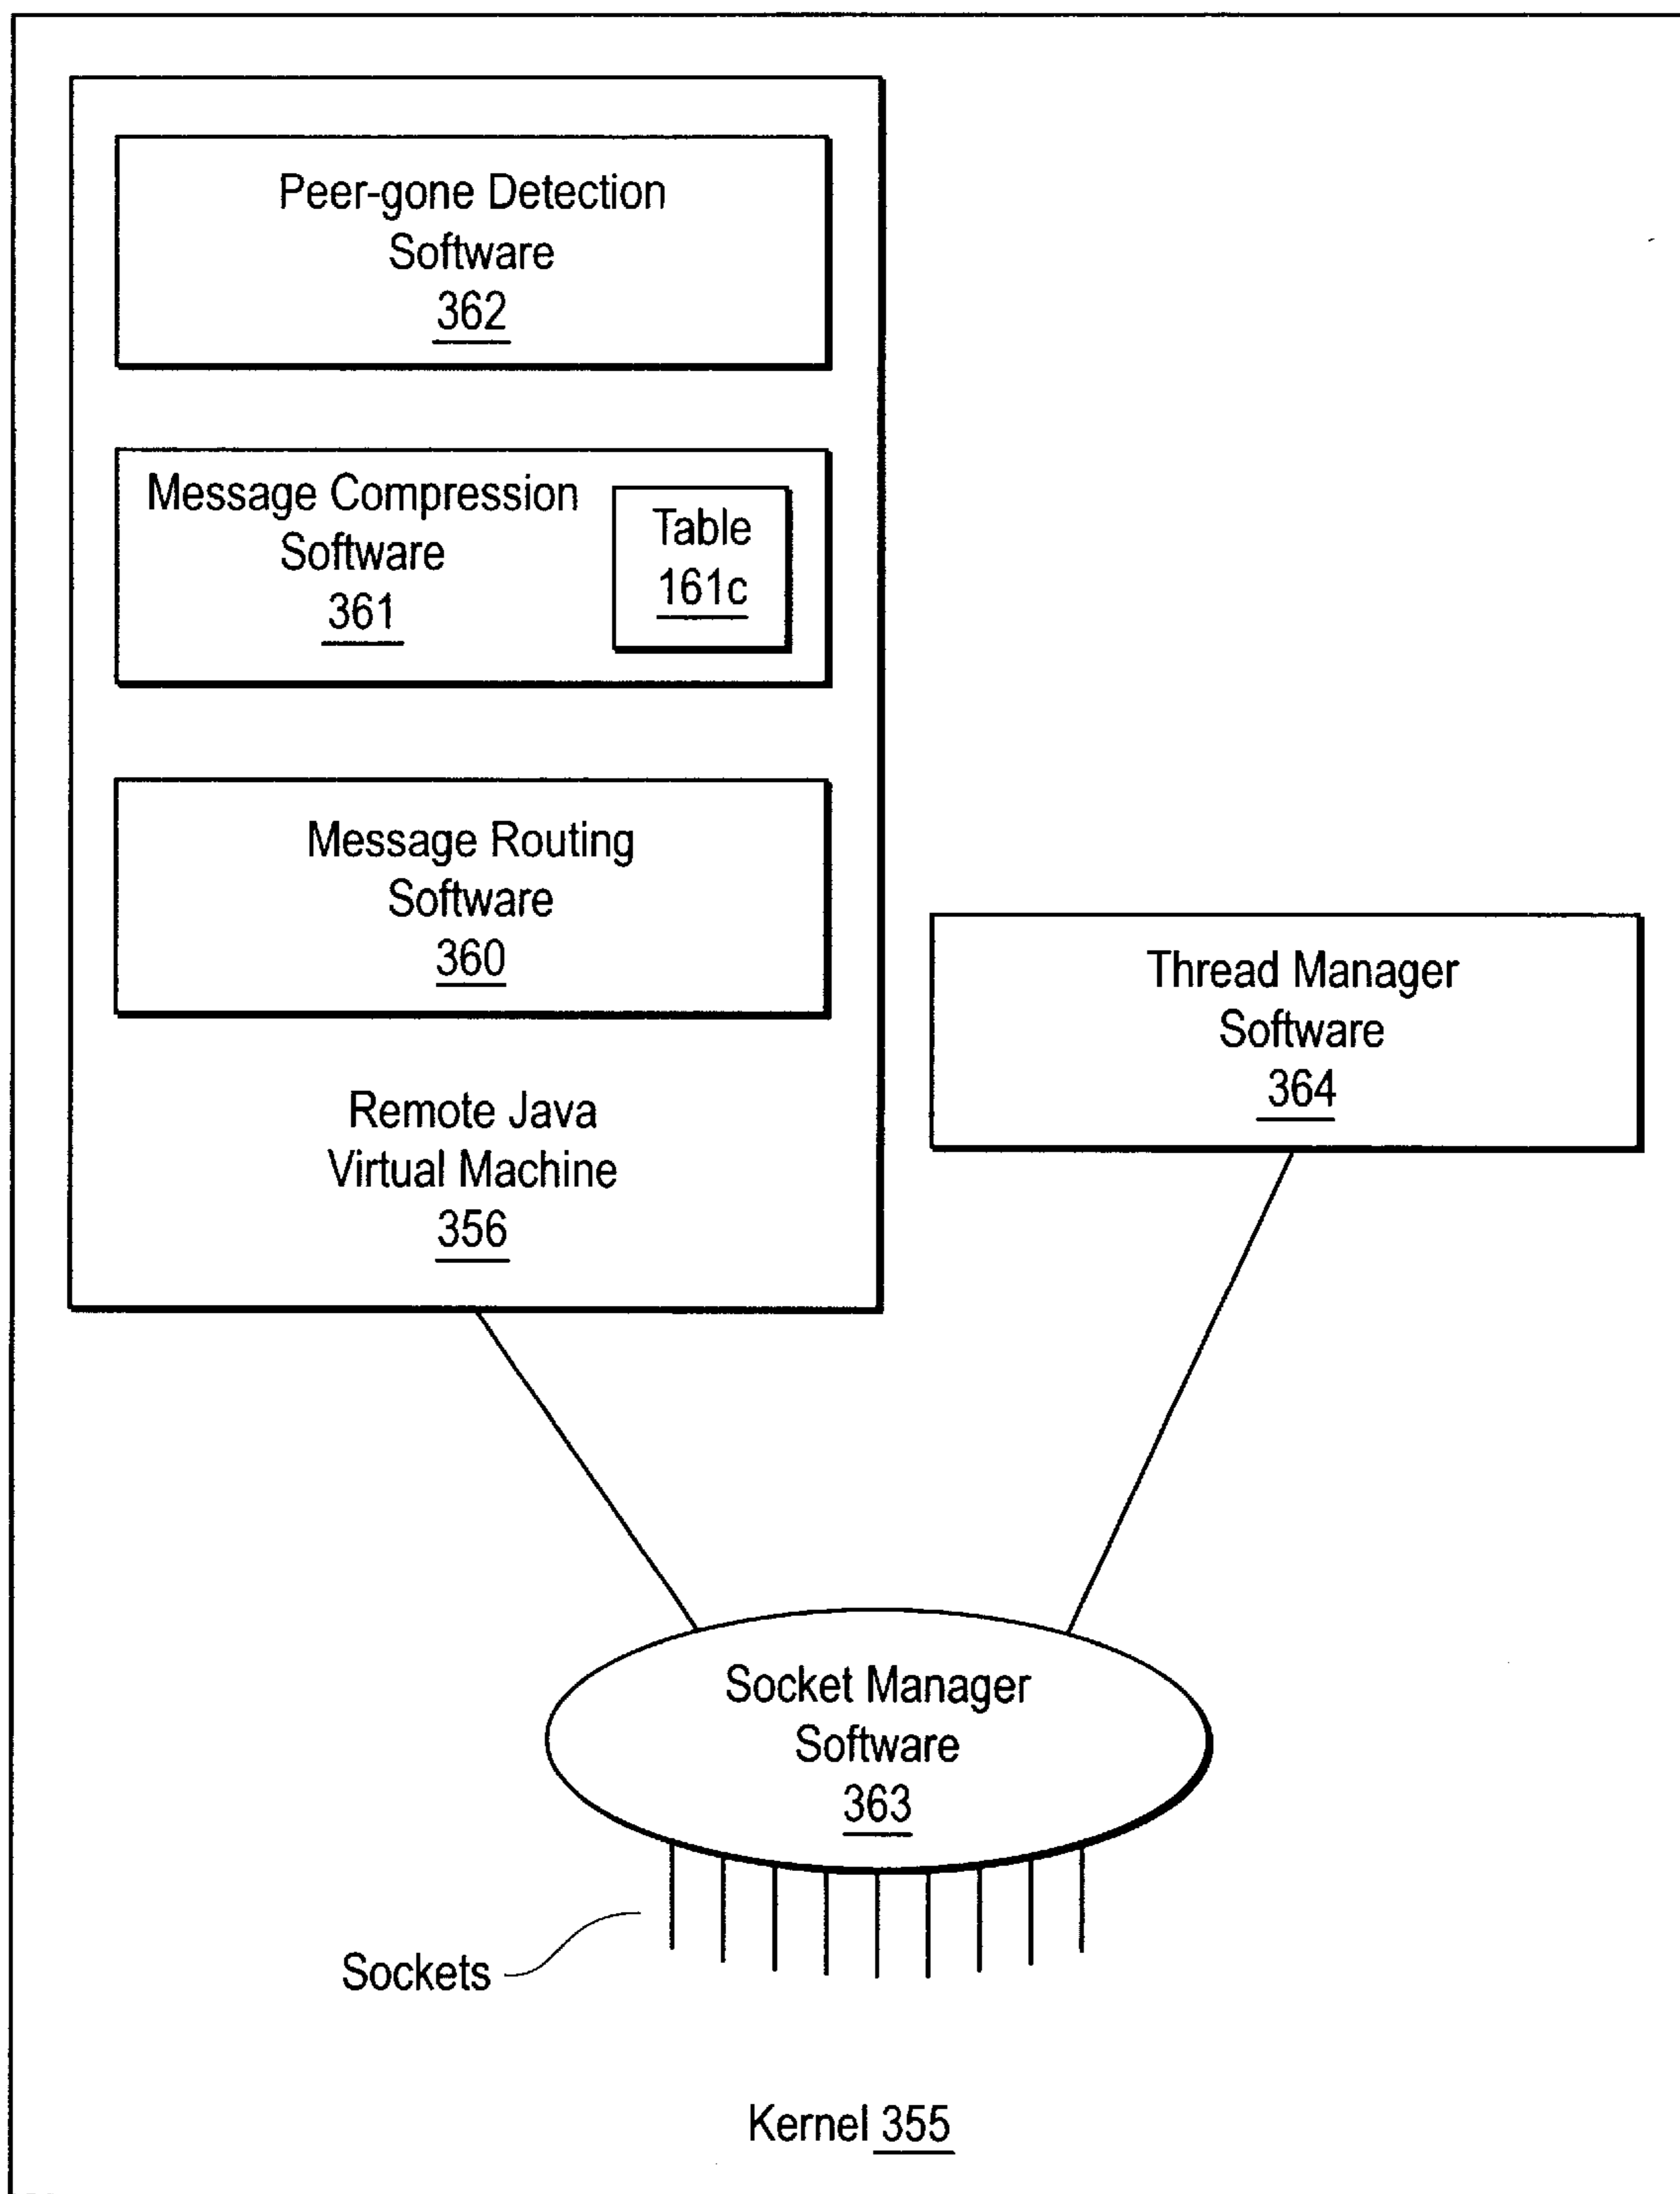 Peer-gone Detection
Software
362
Message Compression
Software
361
Table
161c
Message Routing
Software
360
Remote Java
Virtual Machine
356
Thread Manager
Software
364
Socket Manager
Software
363
Sockets
Kernel 355